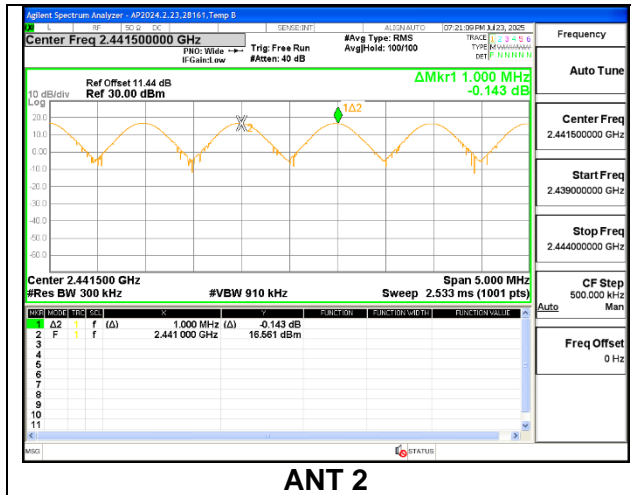 Agilent Spectrum Analyzer - AP2024.2.23,28161,Temp B
L RF 50 Ω DC SENSE:INT ALIGN AUTO 07:21:09 PM Jul 23, 2025
Center Freq 2.441500000 GHz
PNO: Wide
IFGain:Low
Trig: Free Run
#Atten: 40 dB
#Avg Type: RMS
Avg|Hold: 100/100
TRACE 1 2 3 4 5 6
TYPE
DET P N N N N N
Frequency
ΔMkr1 1.000 MHz
-0.143 dB
Ref Offset 11.44 dB
10 dB/div Ref 30.00 dBm
Log
1Δ2
20.0
10.0
0.00
-10.0
-20.0
-30.0
-40.0
-50.0
-60.0
Center 2.441500 GHz Span 5.000 MHz
#Res BW 300 kHz #VBW 910 kHz Sweep 2.533 ms (1001 pts)
MKR MODE TRC SCL X Y FUNCTION FUNCTION WIDTH FUNCTION VALUE
1 Δ2 1 f (Δ) 1.000 MHz (Δ) -0.143 dB
2 F 1 f 2.441 000 GHz 16.561 dBm
3
4
5
6
7
8
9
10
11
MSG STATUS
Auto Tune
Center Freq
2.441500000 GHz
Start Freq
2.439000000 GHz
Stop Freq
2.444000000 GHz
CF Step
500.000 kHz
Auto Man
Freq Offset
0 Hz
ANT 2